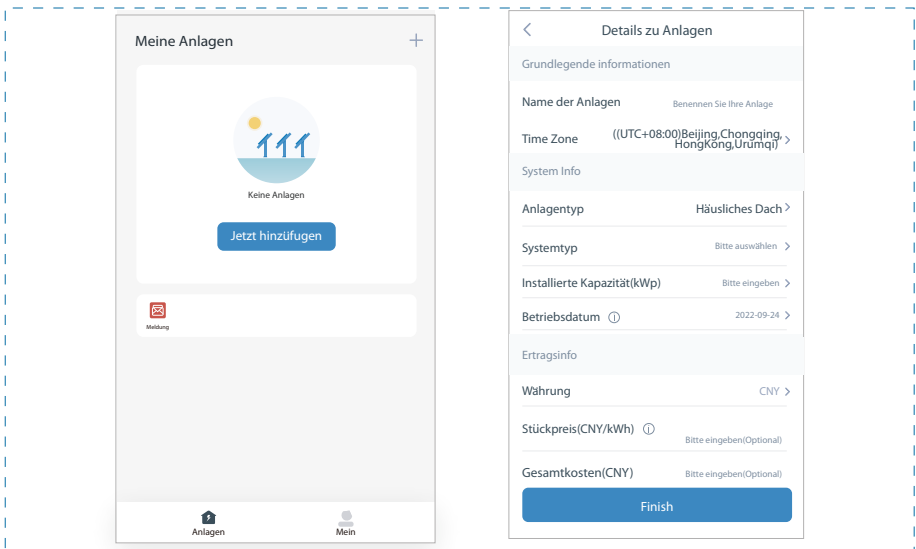 Meine Anlagen
Keine Anlagen
Jetzt hinzufügen
Meldung
Anlagen
Mein
Details zu Anlagen
Grundlegende informationen
Name der Anlagen Benennen Sie Ihre Anlage
Time Zone ((UTC+08:00)Beijing,Chongqing,
HongKong,Urumqi)
System Info
Anlagentyp Häusliches Dach
Systemtyp Bitte auswählen
Installierte Kapazität(kWp) Bitte eingeben
Betriebsdatum 2022-09-24
Ertragsinfo
Währung CNY
Stückpreis(CNY/kWh) Bitte eingeben(Optional)
Gesamtkosten(CNY) Bitte eingeben(Optional)
Finish